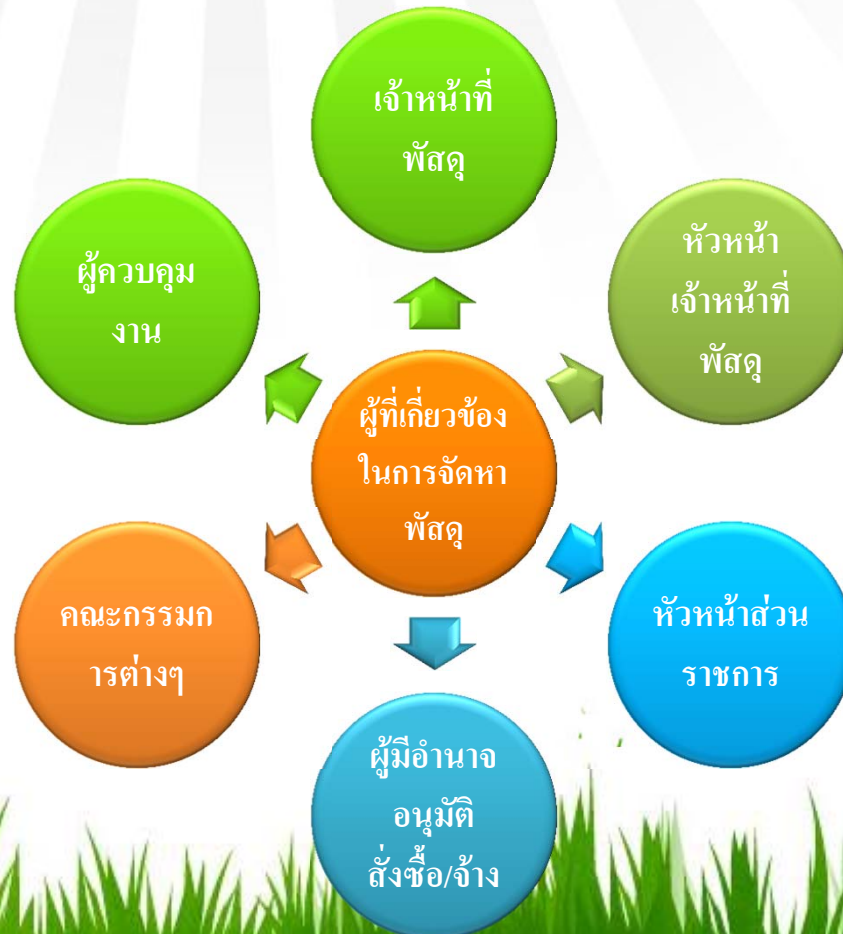 เจ้าหน้าที่
พัสดุ
หัวหน้า
เจ้าหน้าที่
พัสดุ
ผู้ควบคุม
งาน
ผู้ที่เกี่ยวข้อง
ในการจัดหา
พัสดุ
หัวหน้าส่วน
ราชการ
คณะกรรมก
ารต่างๆ
ผู้มีอำนาจ
อนุมัติ
สั่งซื้อ/จ้าง